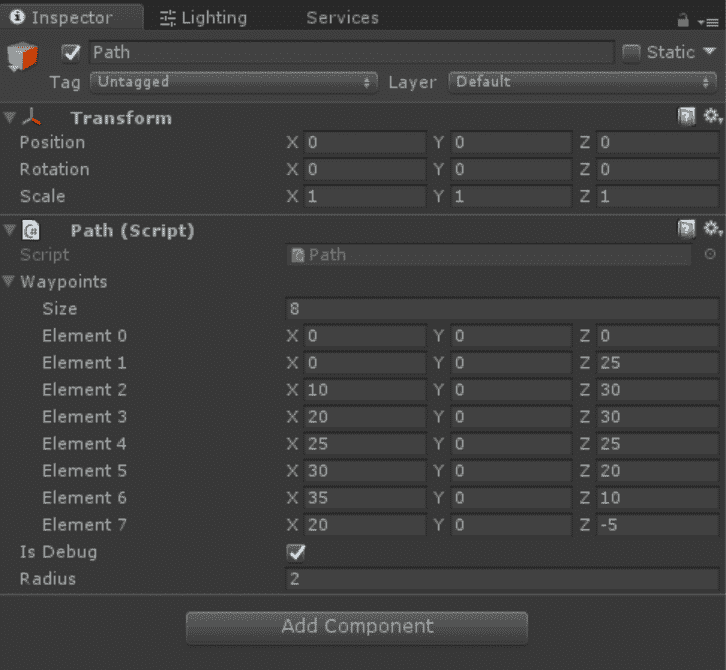 Inspector Lighting Services
Path Static
Tag Untagged Layer Default
Transform
Position X 0 Y 0 Z 0
Rotation X 0 Y 0 Z 0
Scale X 1 Y 1 Z 1
Path (Script)
Script Path
Waypoints
Size 8
Element 0 X 0 Y 0 Z 0
Element 1 X 0 Y 0 Z 25
Element 2 X 10 Y 0 Z 30
Element 3 X 20 Y 0 Z 30
Element 4 X 25 Y 0 Z 25
Element 5 X 30 Y 0 Z 20
Element 6 X 35 Y 0 Z 10
Element 7 X 20 Y 0 Z -5
Is Debug
Radius 2
Add Component